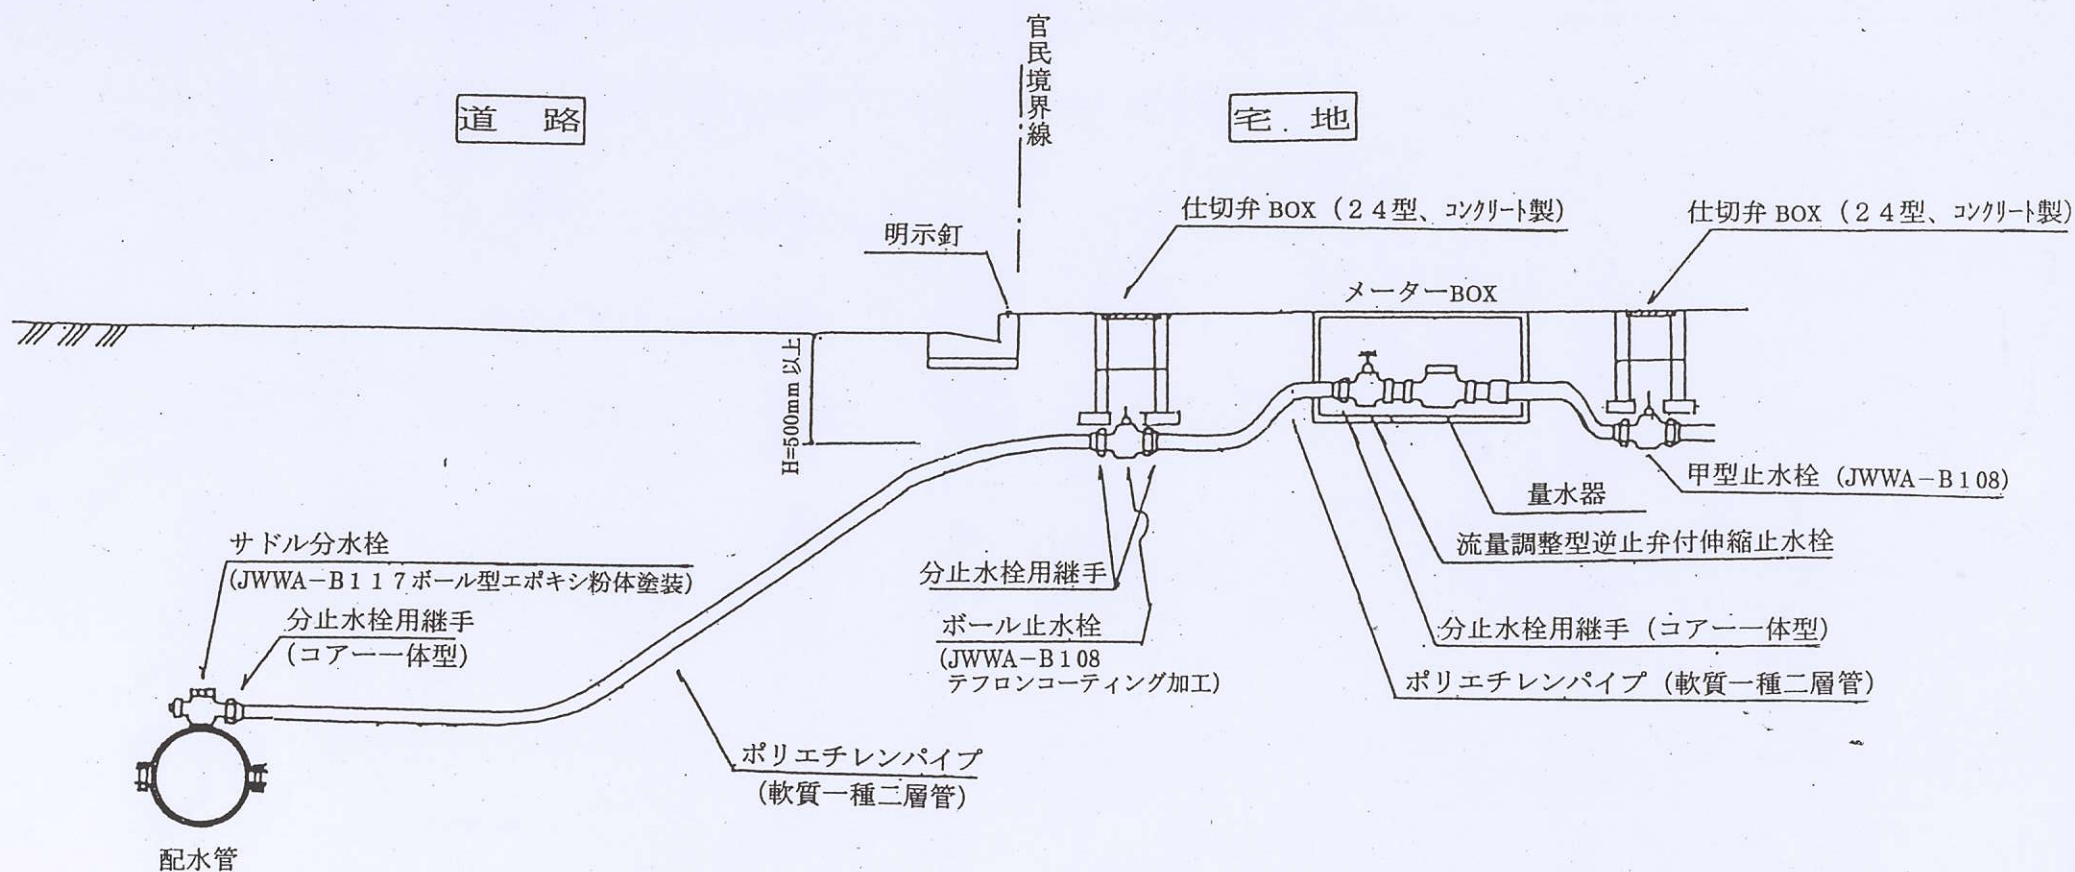 官民境界線
道 路
宅 地
仕切弁 BOX (24型、コンクリート製)
仕切弁 BOX (24型、コンクリート製)
明示釘
メーターBOX
H=500mm 以上
甲型止水栓 (JWWA-B108)
量水器
流量調整型逆止弁付伸縮止水栓
サドル分水栓
(JWWA-B117ボール型エポキシ粉体塗装)
分止水栓用継手
分止水栓用継手
(コアー一体型)
ボール止水栓
(JWWA-B108
テフロンコーティング加工)
分止水栓用継手 (コアー一体型)
ポリエチレンパイプ (軟質一種二層管)
ポリエチレンパイプ
(軟質一種二層管)
配水管